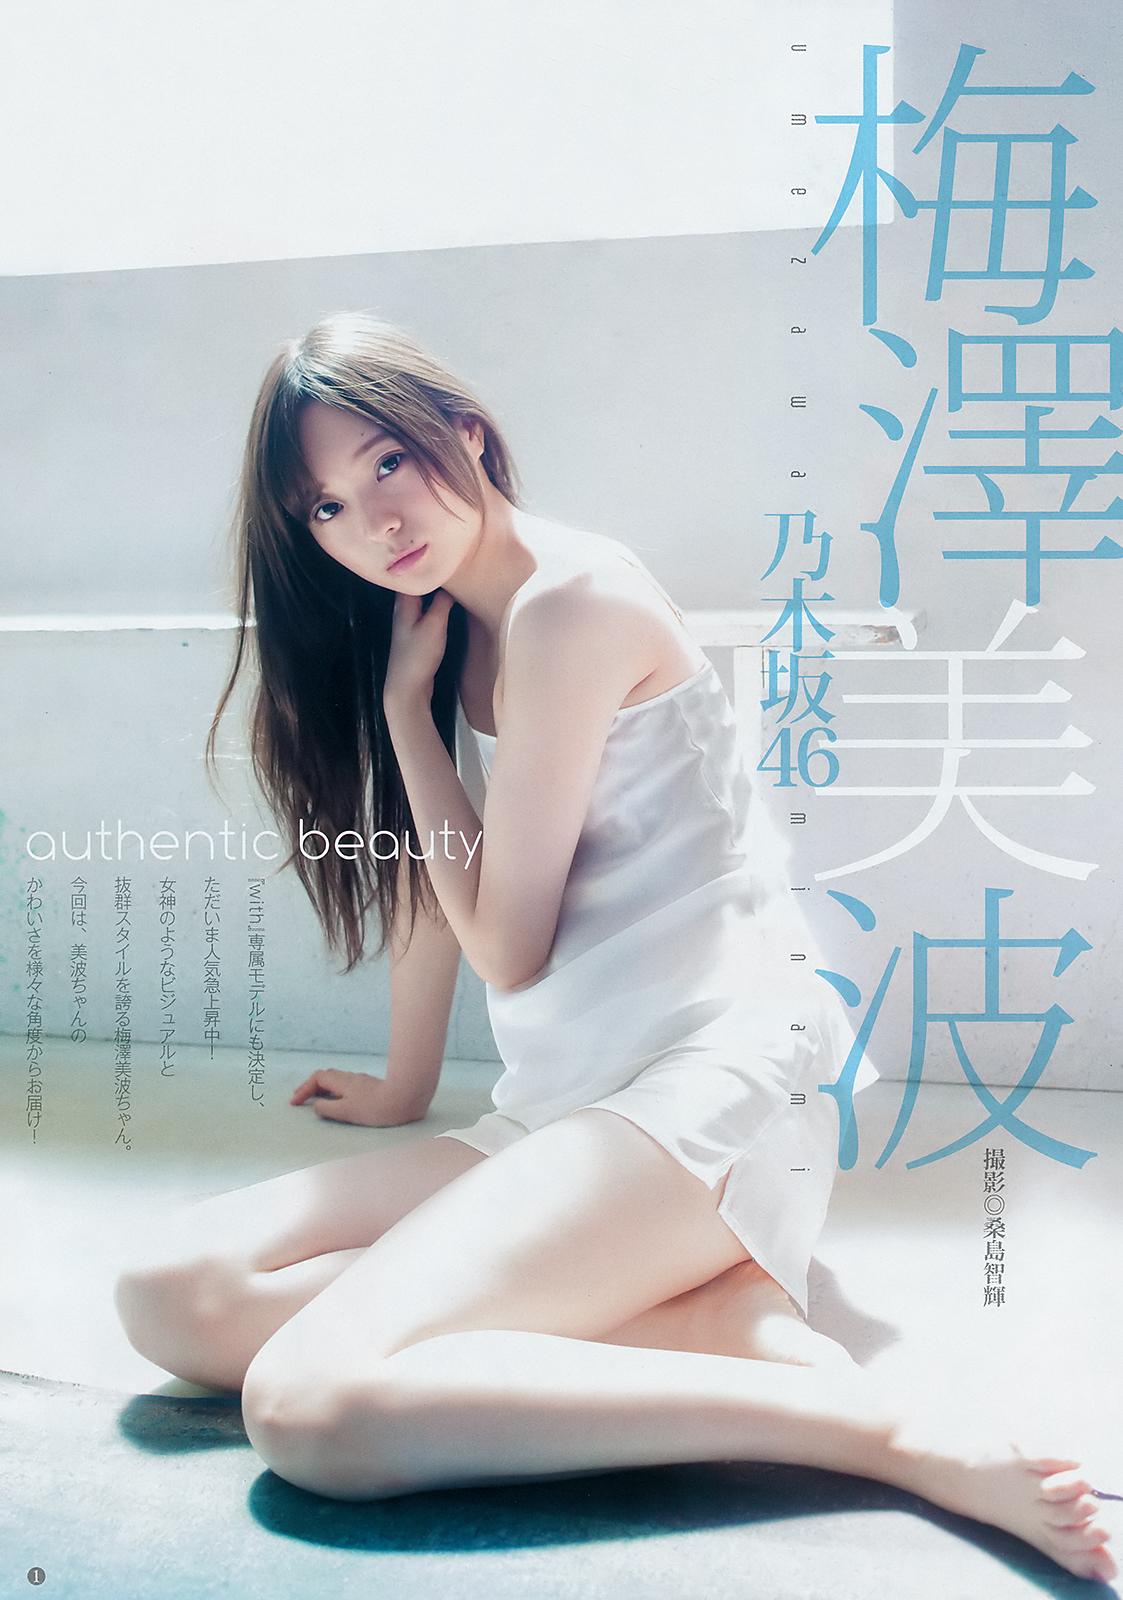 梅澤美波
umezawa minami
乃木坂46
撮影◎桑島智輝
authentic beauty
『with』専属モデルにも決定し、
ただいま人気急上昇中！
女神のようなビジュアルと
抜群スタイルを誇る梅澤美波ちゃん。
今回は、美波ちゃんの
かわいさを様々な角度からお届け！
1